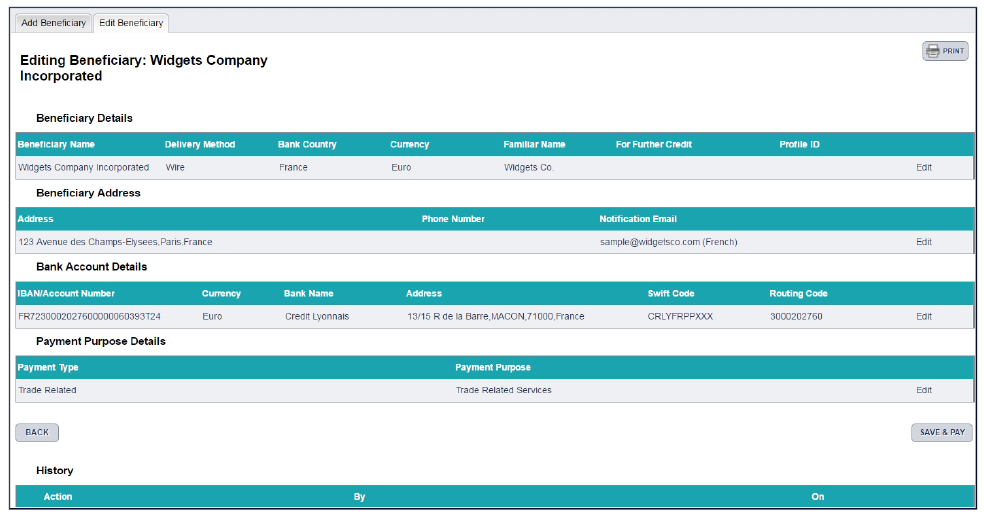 Add Beneficiary Edit Beneficiary
PRINT
Editing Beneficiary: Widgets Company
Incorporated
Beneficiary Details
Beneficiary Name Delivery Method Bank Country Currency Familiar Name For Further Credit Profile ID
Widgets Company Incorporated Wire France Euro Widgets Co. Edit
Beneficiary Address
Address Phone Number Notification Email
123 Avenue des Champs-Elysees,Paris,France sample@widgetsco.com (French) Edit
Bank Account Details
IBAN/Account Number Currency Bank Name Address Swift Code Routing Code
FR7230002027600000060393T24 Euro Credit Lyonnais 13/15 R de la Barre,MACON,71000,France CRLYFRPPXXX 3000202760 Edit
Payment Purpose Details
Payment Type Payment Purpose
Trade Related Trade Related Services Edit
BACK SAVE & PAY
History
Action By On